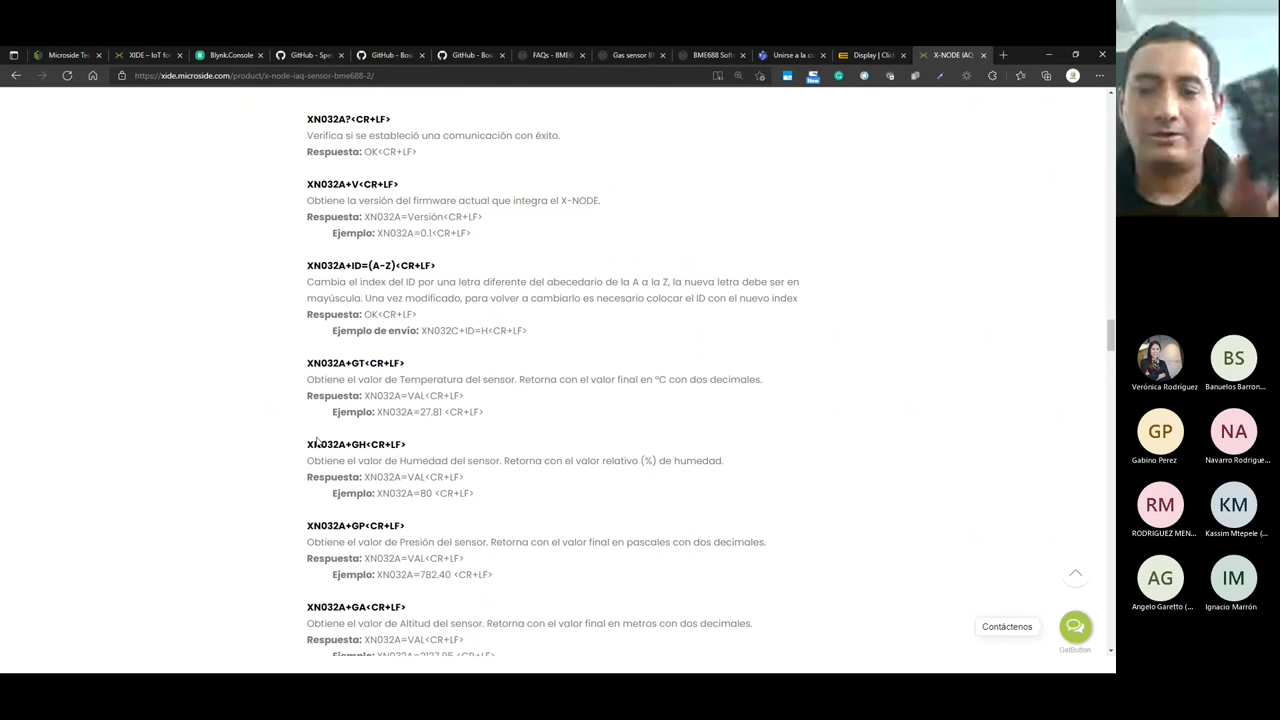 Microside Te
XIDE – IoT fo
Blynk.Console
GitHub - Spe
GitHub - Bos
GitHub - Bos
FAQs - BME6
Gas sensor B
BME688 Soft
Unirse a la co
Display | Clic
X-NODE IAQ
https://xide.microside.com/product/x-node-iaq-sensor-bme688-2/
New
XN032A?<CR+LF>
Verifica si se estableció una comunicación con éxito.
Respuesta: OK<CR+LF>
XN032A+V<CR+LF>
Obtiene la versión del firmware actual que integra el X-NODE.
Respuesta: XN032A=Versión<CR+LF>
Ejemplo: XN032A=0.1<CR+LF>
XN032A+ID=(A-Z)<CR+LF>
Cambia el index del ID por una letra diferente del abecedario de la A a la Z, la nueva letra debe ser en
mayúscula. Una vez modificado, para volver a cambiarlo es necesario colocar el ID con el nuevo index
Respuesta: OK<CR+LF>
Ejemplo de envío: XN032C+ID=H<CR+LF>
XN032A+GT<CR+LF>
Obtiene el valor de Temperatura del sensor. Retorna con el valor final en °C con dos decimales.
Respuesta: XN032A=VAL<CR+LF>
Ejemplo: XN032A=27.81 <CR+LF>
XN032A+GH<CR+LF>
Obtiene el valor de Humedad del sensor. Retorna con el valor relativo (%) de humedad.
Respuesta: XN032A=VAL<CR+LF>
Ejemplo: XN032A=80 <CR+LF>
XN032A+GP<CR+LF>
Obtiene el valor de Presión del sensor. Retorna con el valor final en pascales con dos decimales.
Respuesta: XN032A=VAL<CR+LF>
Ejemplo: XN032A=782.40 <CR+LF>
XN032A+GA<CR+LF>
Obtiene el valor de Altitud del sensor. Retorna con el valor final en metros con dos decimales.
Respuesta: XN032A=VAL<CR+LF>
Ejemplo: XN032A=2127.95 <CR+LF>
Contáctenos
GetButton
Verónica Rodríguez
BS
Banuelos Barron...
GP
Gabino Perez
NA
Navarro Rodrigue...
RM
RODRIGUEZ MEN...
KM
Kassim Mtepele (...
AG
Angelo Garetto (...
IM
Ignacio Marrón